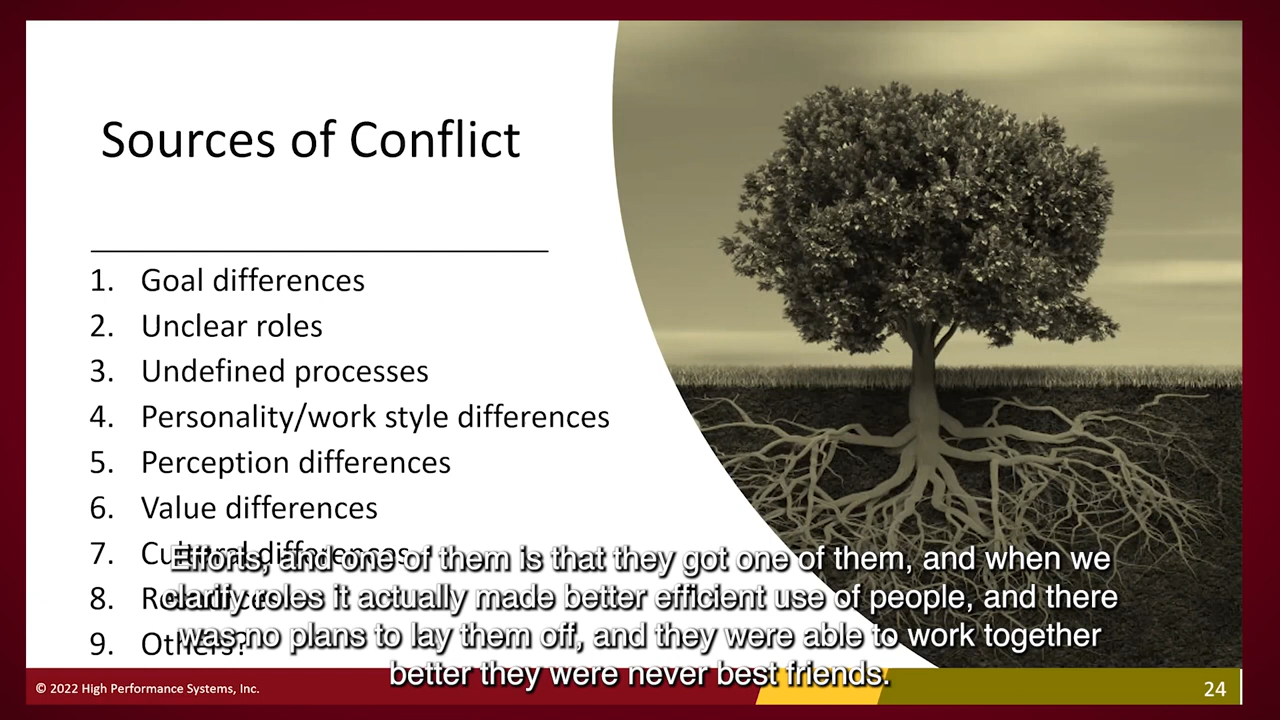 Sources of Conflict
1. Goal differences
2. Unclear roles
3. Undefined processes
4. Personality/work style differences
5. Perception differences
6. Value differences
7. Cultural differences
8. Resources
9. Others?
Efforts, and one of them is that they got one of them, and when we
clarify roles it actually made better efficient use of people, and there
was no plans to lay them off, and they were able to work together
better they were never best friends.
© 2022 High Performance Systems, Inc.
24